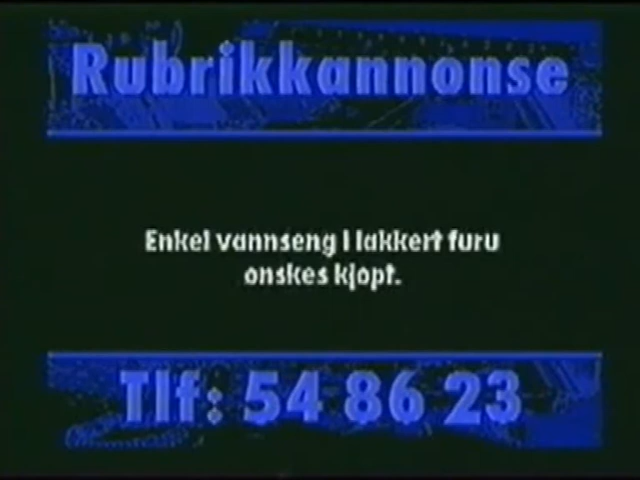 Rubrikkannonse
Enkel vannseng i lakkert furu
onskes kjopt.
Tlf: 54 86 23